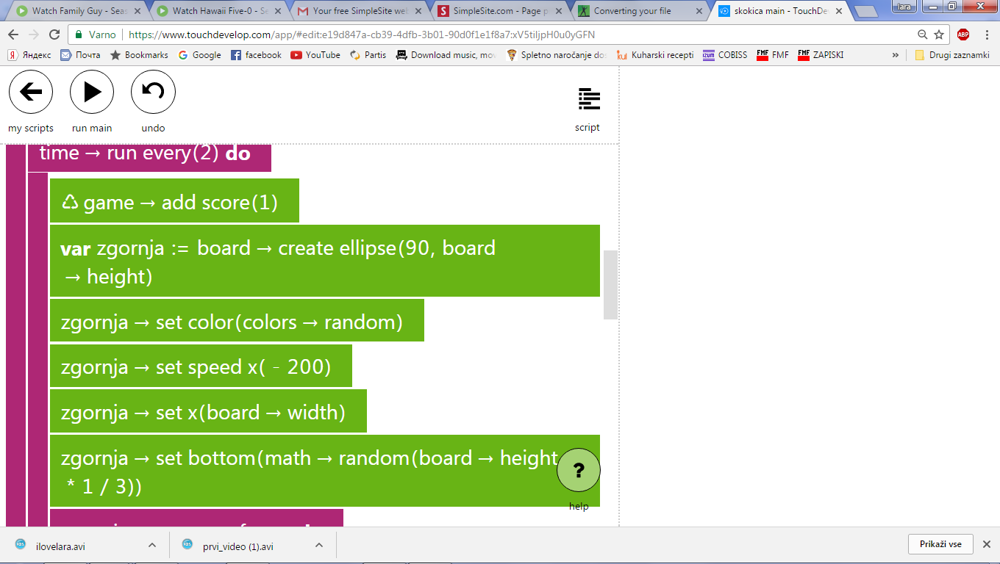 Watch Family Guy - Seas
Watch Hawaii Five-0 - Se
Your free SimpleSite web
SimpleSite.com - Page p
Converting your file
skokica main - TouchDe
lara
Varno
https://www.touchdevelop.com/app/#edit:e19d847a-cb39-4dfb-3b01-90d0f1e1f8a7:xV5tiIjpH0u0yGFN
ABP
Яндекс
Почта
Bookmarks
Google
facebook
YouTube
Partis
Download music, mov
Spletno naročanje dos
Kuharski recepti
COBISS
FMF
ZAPISKI
»
Drugi zaznamki
my scripts
run main
undo
script
time → run every(2) do
♺ game → add score(1)
var zgornja := board → create ellipse(90, board
→ height)
zgornja → set color(colors → random)
zgornja → set speed x( - 200)
zgornja → set x(board → width)
zgornja → set bottom(math → random(board → height
* 1 / 3))
?
help
ilovelara.avi
prvi_video (1).avi
Prikaži vse